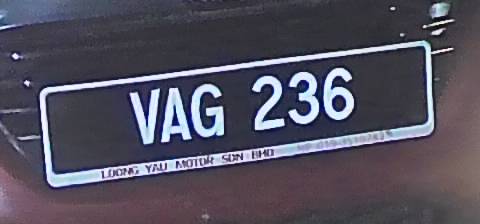 VAG 236
LOONG YAU MOTOR SDN BHD